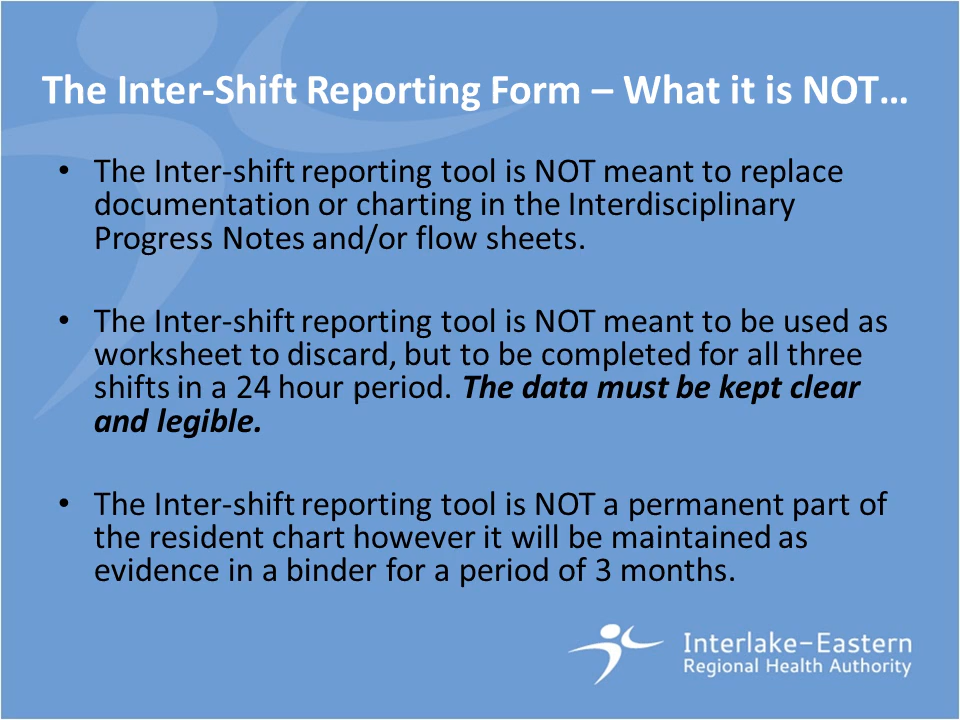 The Inter-Shift Reporting Form – What it is NOT…
• The Inter-shift reporting tool is NOT meant to replace
documentation or charting in the Interdisciplinary
Progress Notes and/or flow sheets.
• The Inter-shift reporting tool is NOT meant to be used as
worksheet to discard, but to be completed for all three
shifts in a 24 hour period. The data must be kept clear
and legible.
• The Inter-shift reporting tool is NOT a permanent part of
the resident chart however it will be maintained as
evidence in a binder for a period of 3 months.
Interlake–Eastern
Regional Health Authority